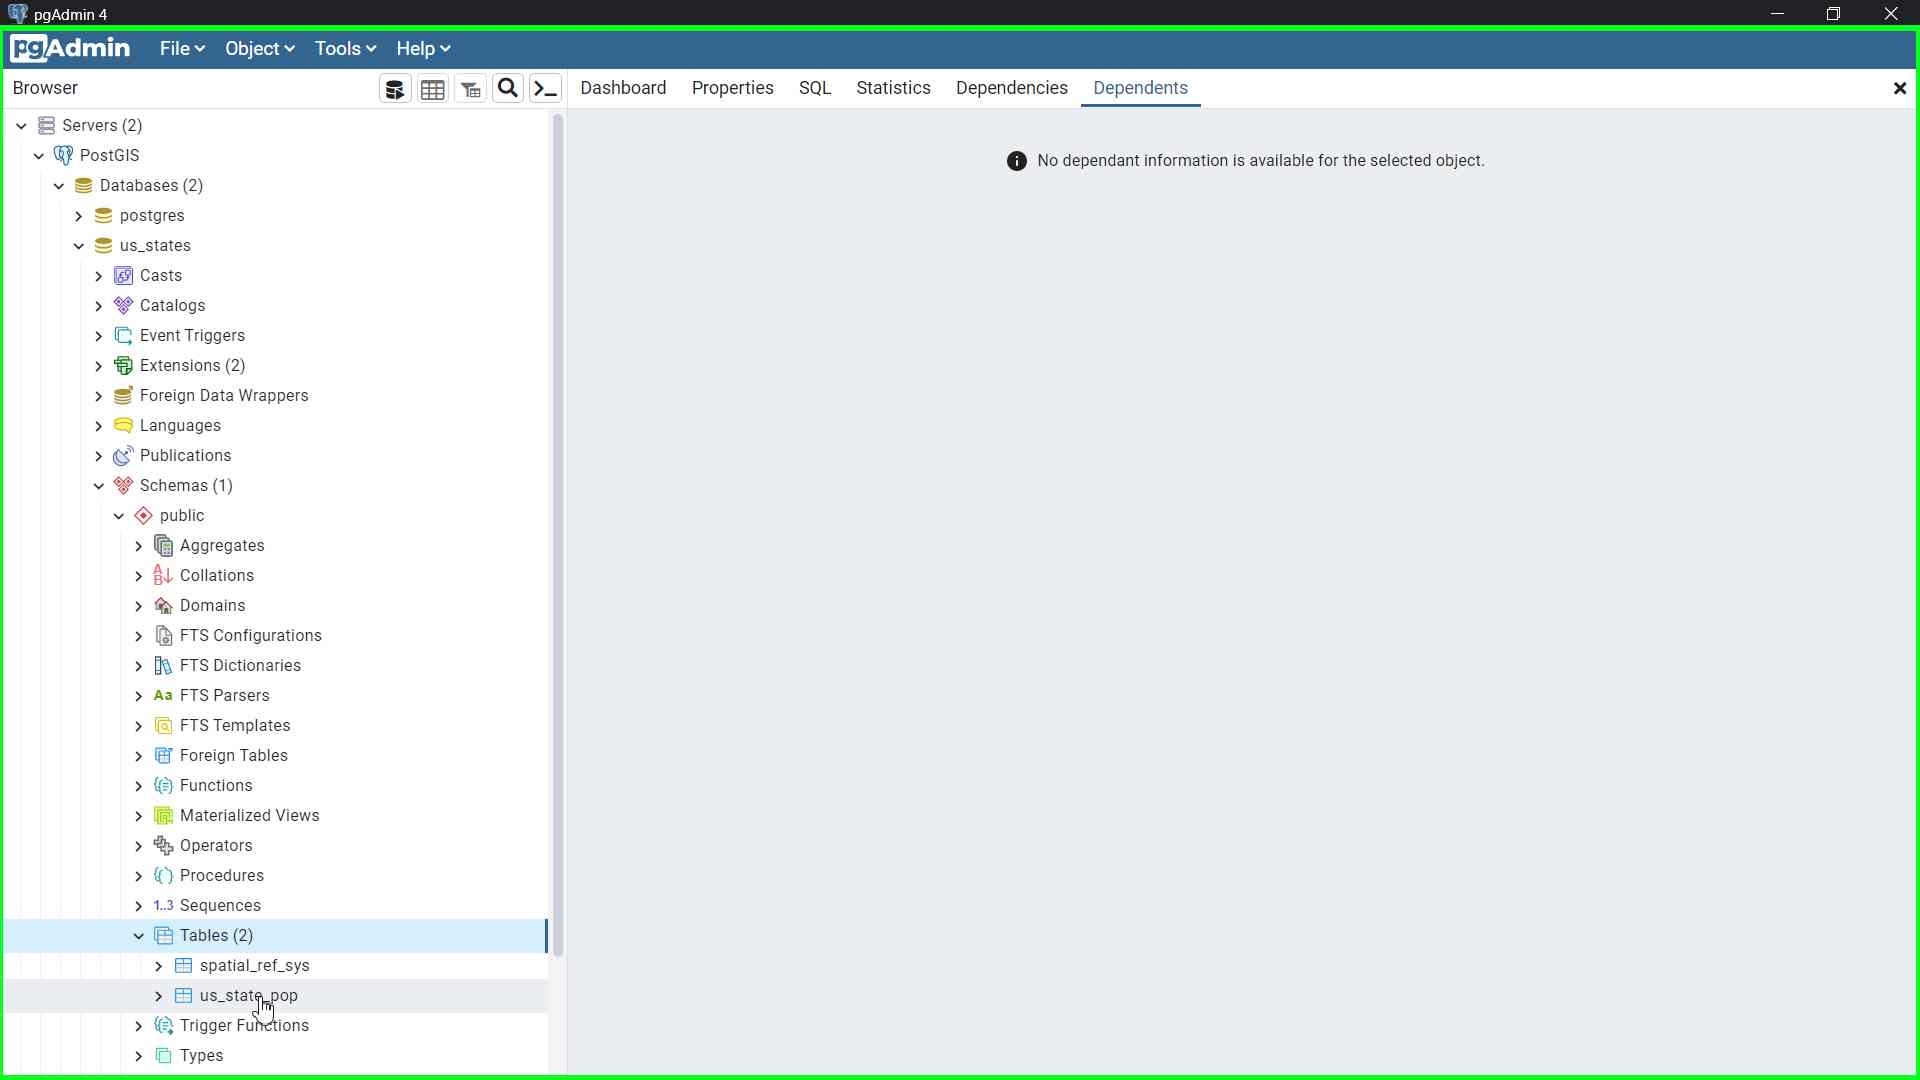 pgAdmin 4
pgAdmin File Object Tools Help
Browser
Dashboard Properties SQL Statistics Dependencies Dependents
Servers (2)
PostGIS
No dependant information is available for the selected object.
Databases (2)
postgres
us_states
Casts
Catalogs
Event Triggers
Extensions (2)
Foreign Data Wrappers
Languages
Publications
Schemas (1)
public
Aggregates
Collations
Domains
FTS Configurations
FTS Dictionaries
Aa FTS Parsers
FTS Templates
Foreign Tables
Functions
Materialized Views
Operators
Procedures
1..3 Sequences
Tables (2)
spatial_ref_sys
us_state_pop
Trigger Functions
Types